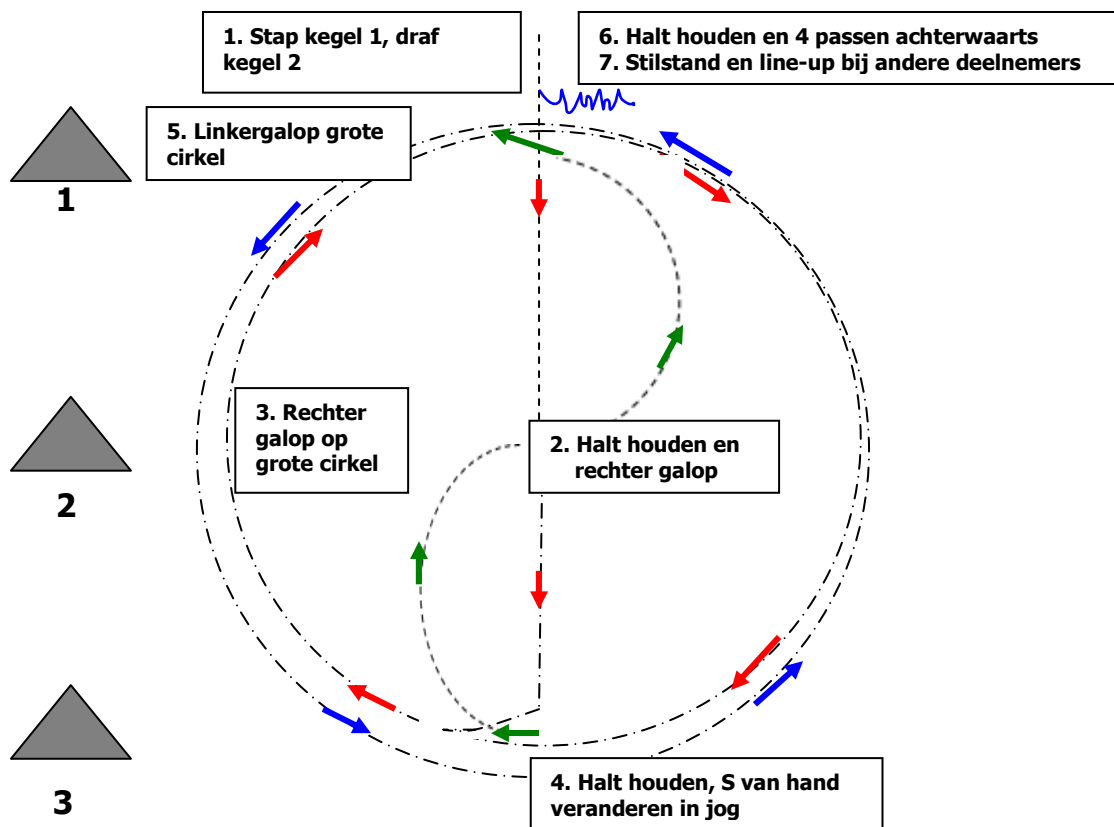 1. Stap kegel 1, draf
kegel 2
6. Halt houden en 4 passen achterwaarts
7. Stilstand en line-up bij andere deelnemers
5. Linkergalop grote
cirkel
1
3. Rechter
galop op
grote cirkel
2. Halt houden en
rechter galop
2
4. Halt houden, S van hand
veranderen in jog
3